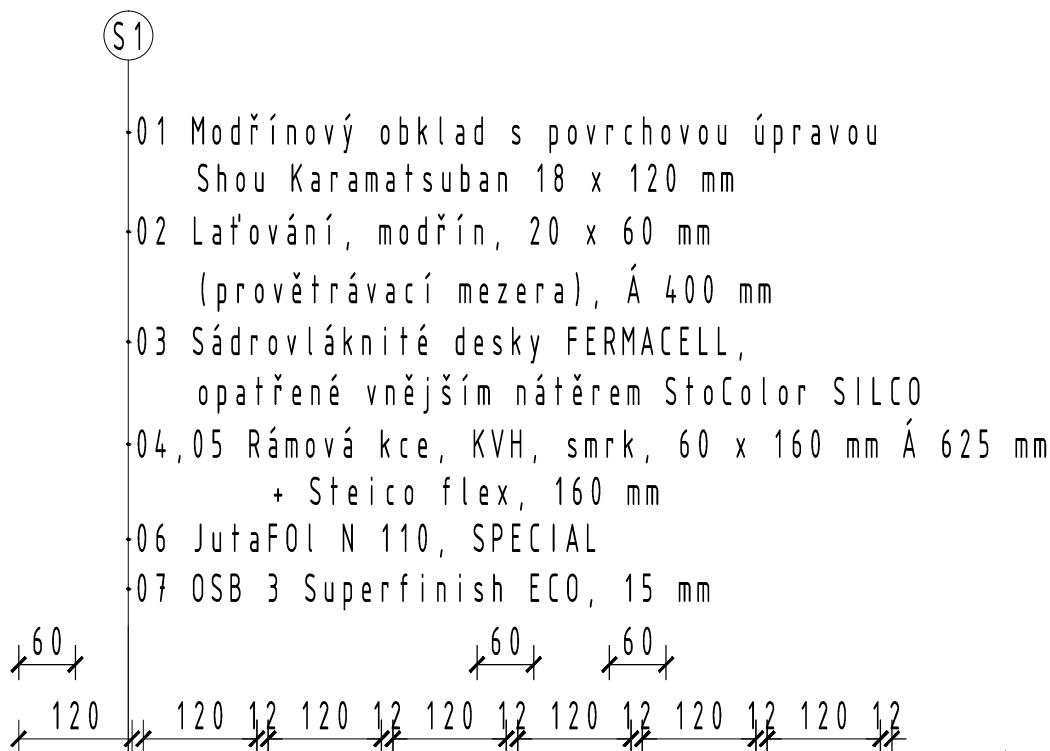 S1
01 Modřínový obklad s povrchovou úpravou
Shou Karamatsuban 18 x 120 mm
02 Laťování, modřín, 20 x 60 mm
(provětrávací mezera), Á 400 mm
03 Sádrovláknité desky FERMACELL,
opatřené vnějším nátěrem StoColor SILCO
04,05 Rámová kce, KVH, smrk, 60 x 160 mm Á 625 mm
+ Steico flex, 160 mm
06 JutaFOl N 110, SPECIAL
07 OSB 3 Superfinish ECO, 15 mm
60 60 60
120 120 12 120 12 120 12 120 12 120 12 120 12